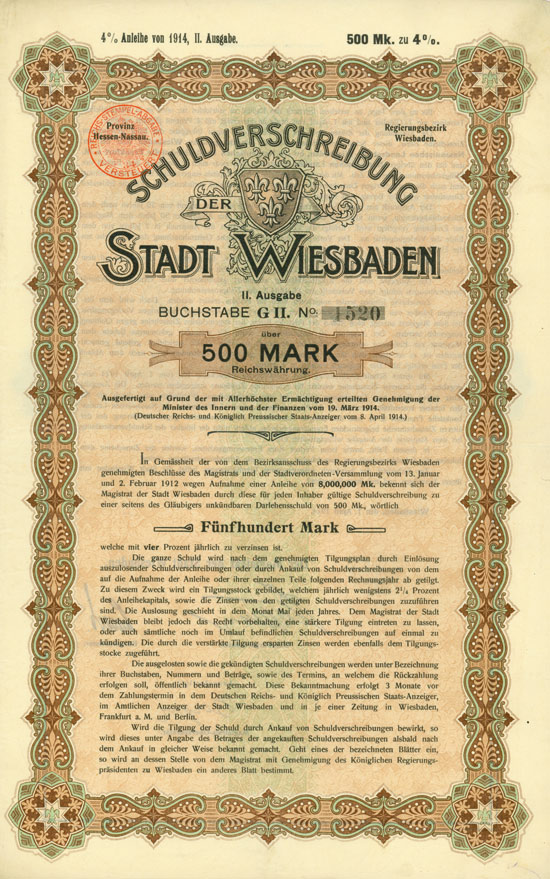 4% Anleihe von 1914, II. Ausgabe.
500 Mk. zu 4%.
Provinz
Hessen-Nassau.
REICHS-STEMPEL-ABGABE
VERSTEUERT
Regierungsbezirk
Wiesbaden.
SCHULDVERSCHREIBUNG
DER
STADT WIESBADEN
II. Ausgabe
BUCHSTABE G II. No. 1520
über
500 MARK
Reichswährung.
Ausgefertigt auf Grund der mit Allerhöchster Ermächtigung erteilten Genehmigung der
Minister des Innern und der Finanzen vom 19. März 1914.
(Deutscher Reichs- und Königlich Preussischer Staats-Anzeiger vom 8. April 1914.)
In Gemässheit der von dem Bezirksausschuss des Regierungsbezirks Wiesbaden
genehmigten Beschlüsse des Magistrats und der Stadtverordneten-Versammlung vom 13. Januar
und 2. Februar 1912 wegen Aufnahme einer Anleihe von 8,000,000 Mk. bekennt sich der
Magistrat der Stadt Wiesbaden durch diese für jeden Inhaber gültige Schuldverschreibung zu
einer seitens des Gläubigers unkündbaren Darlehensschuld von 500 Mk., wörtlich
Fünfhundert Mark
welche mit vier Prozent jährlich zu verzinsen ist.
Die ganze Schuld wird nach dem genehmigten Tilgungsplan durch Einlösung
auszulosender Schuldverschreibungen oder durch Ankauf von Schuldverschreibungen von dem
auf die Aufnahme der Anleihe oder ihrer einzelnen Teile folgenden Rechnungsjahr ab getilgt.
Zu diesem Zweck wird ein Tilgungsstock gebildet, welchem jährlich wenigstens 2¼ Prozent
des Anleihekapitals, sowie die Zinsen von den getilgten Schuldverschreibungen zuzuführen
sind. Die Auslosung geschieht in dem Monat Mai jeden Jahres. Dem Magistrat der Stadt
Wiesbaden bleibt jedoch das Recht vorbehalten, eine stärkere Tilgung eintreten zu lassen,
oder auch sämtliche noch im Umlauf befindlichen Schuldverschreibungen auf einmal zu
kündigen. Die durch die verstärkte Tilgung ersparten Zinsen werden ebenfalls dem Tilgungs-
stocke zugeführt.
Die ausgelosten sowie die gekündigten Schuldverschreibungen werden unter Bezeichnung
ihrer Buchstaben, Nummern und Beträge, sowie des Termins, an welchem die Rückzahlung
erfolgen soll, öffentlich bekannt gemacht. Diese Bekanntmachung erfolgt 3 Monate vor
dem Zahlungstermin in dem Deutschen Reichs- und Königlich Preussischen Staats-Anzeiger,
im Amtlichen Anzeiger der Stadt Wiesbaden und in je einer Zeitung in Wiesbaden,
Frankfurt a. M. und Berlin.
Wird die Tilgung der Schuld durch Ankauf von Schuldverschreibungen bewirkt, so
wird dieses unter Angabe des Betrages der angekauften Schuldverschreibungen alsbald nach
dem Ankauf in gleicher Weise bekannt gemacht. Geht eines der bezeichneten Blätter ein,
so wird an dessen Stelle von dem Magistrat mit Genehmigung des Königlichen Regierungs-
präsidenten zu Wiesbaden ein anderes Blatt bestimmt.